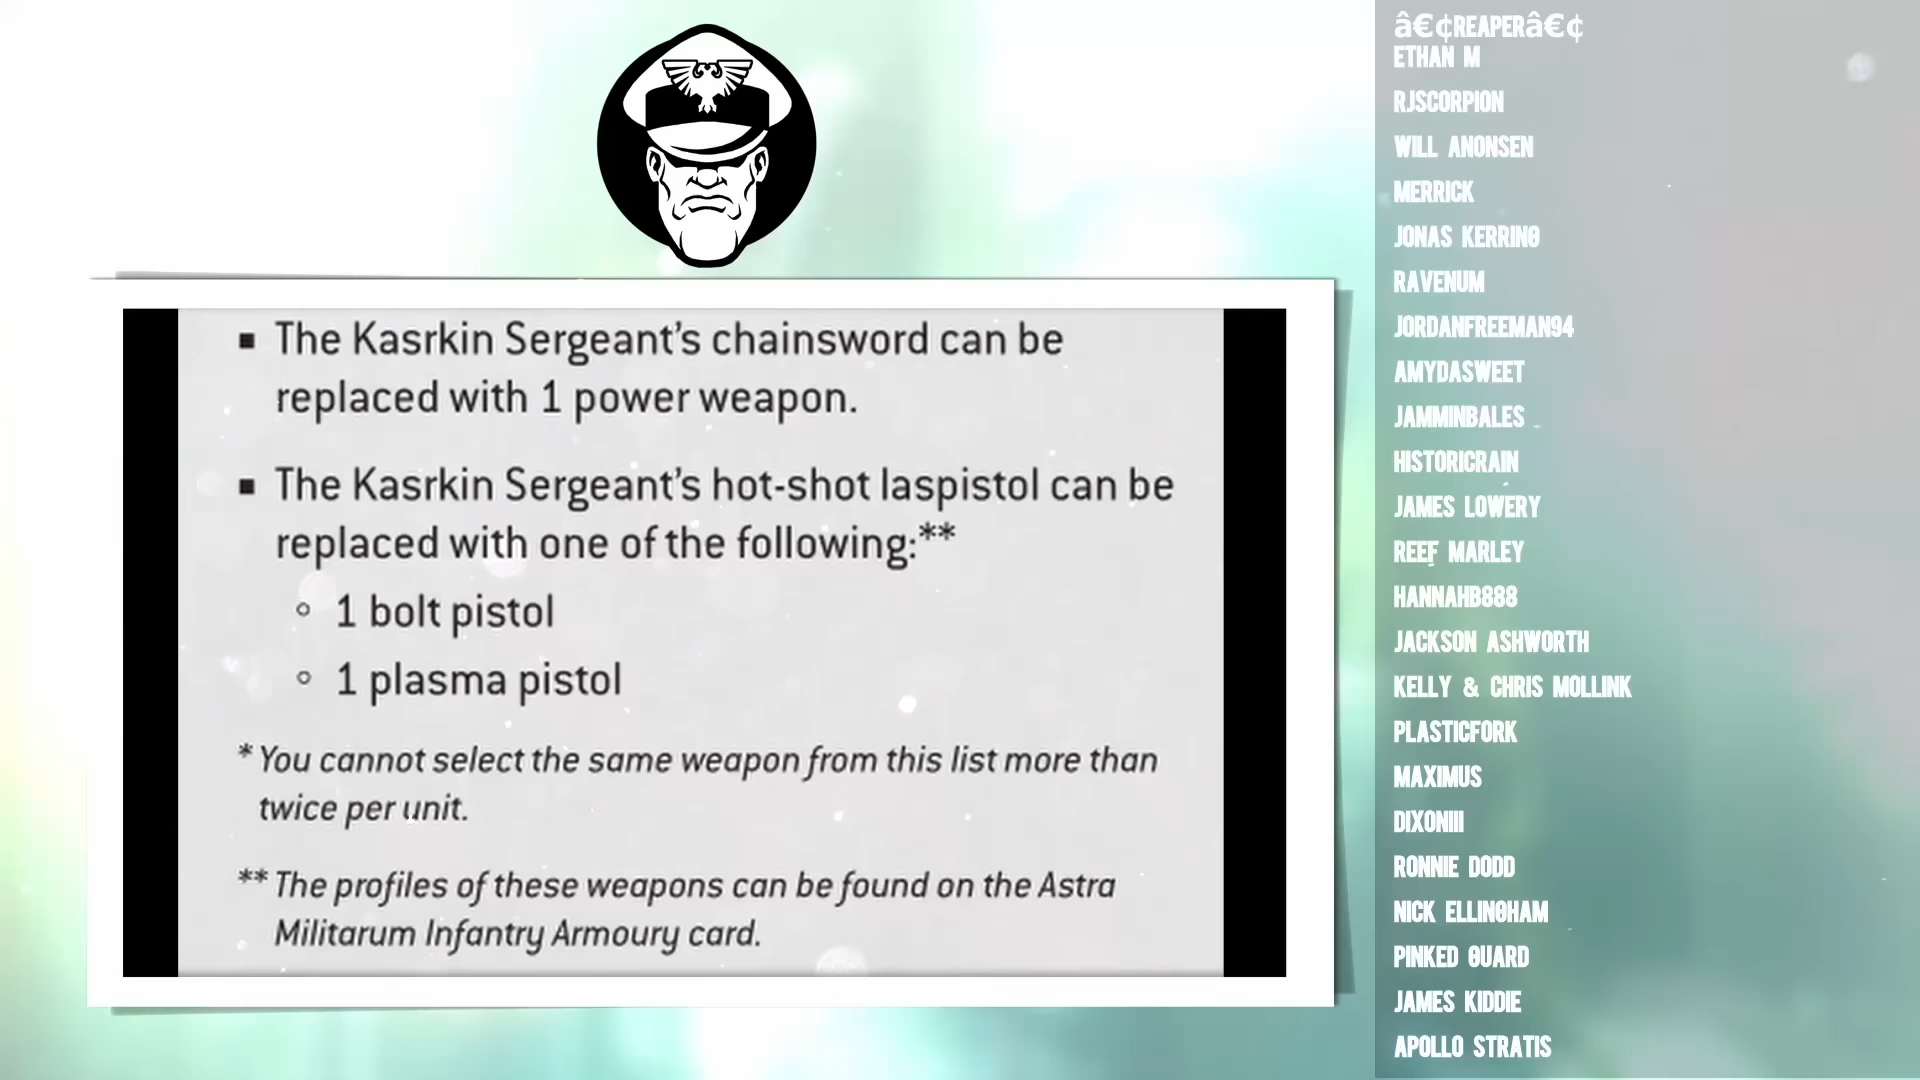 The Kasrkin Sergeant's chainsword can be
replaced with 1 power weapon.
The Kasrkin Sergeant's hot-shot laspistol can be
replaced with one of the following:**
1 bolt pistol
1 plasma pistol
* You cannot select the same weapon from this list more than
twice per unit.
** The profiles of these weapons can be found on the Astra
Militarum Infantry Armoury card.
â€¢REAPERâ€¢
ETHAN M
RJSCORPION
WILL ANONSEN
MERRICK
JONAS KERRING
RAVENUM
JORDANFREEMAN94
AMYDASWEET
JAMMINBALES
HISTORICRAIN
JAMES LOWERY
REEF MARLEY
HANNAHB888
JACKSON ASHWORTH
KELLY & CHRIS MOLLINK
PLASTICFORK
MAXIMUS
DIXONIII
RONNIE DODD
NICK ELLINGHAM
PINKED GUARD
JAMES KIDDIE
APOLLO STRATIS